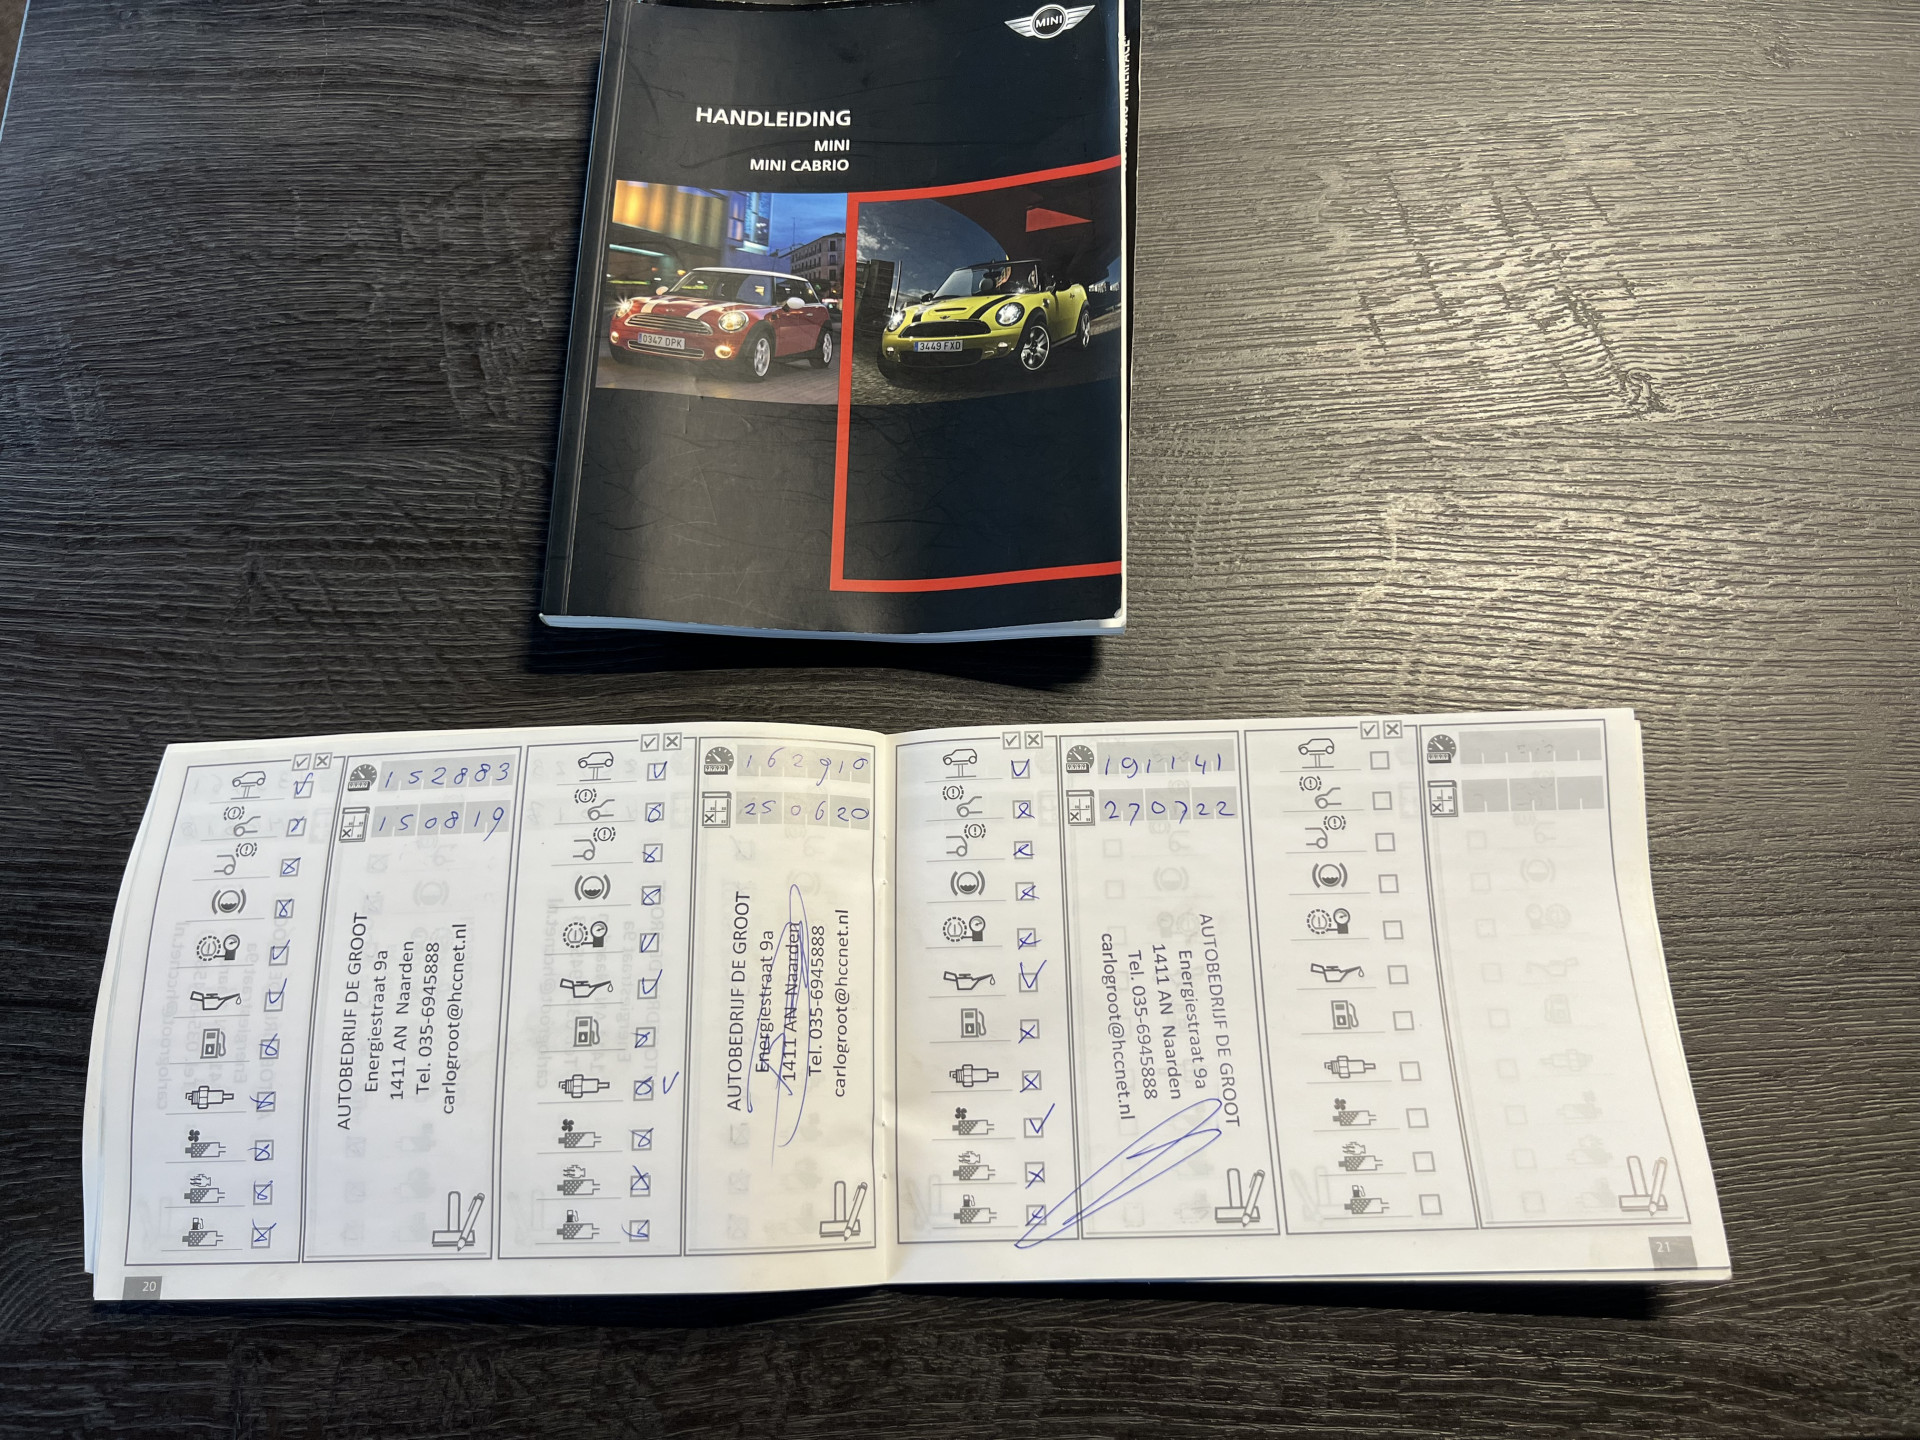 MINI
HANDLEIDING
MINI
MINI CABRIO
0347 DPK
3449 FXD
152883
150819
AUTOBEDRIJF DE GROOT
Energiestraat 9a
1411 AN Naarden
Tel. 035-6945888
carlogroot@hccnet.nl
162910
250620
AUTOBEDRIJF DE GROOT
Energiestraat 9a
1411 AN Naarden
Tel. 035-6945888
carlogroot@hccnet.nl
191141
270722
AUTOBEDRIJF DE GROOT
Energiestraat 9a
1411 AN Naarden
Tel. 035-6945888
carlogroot@hccnet.nl
20
21